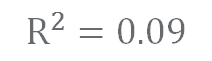 R² = 0.09